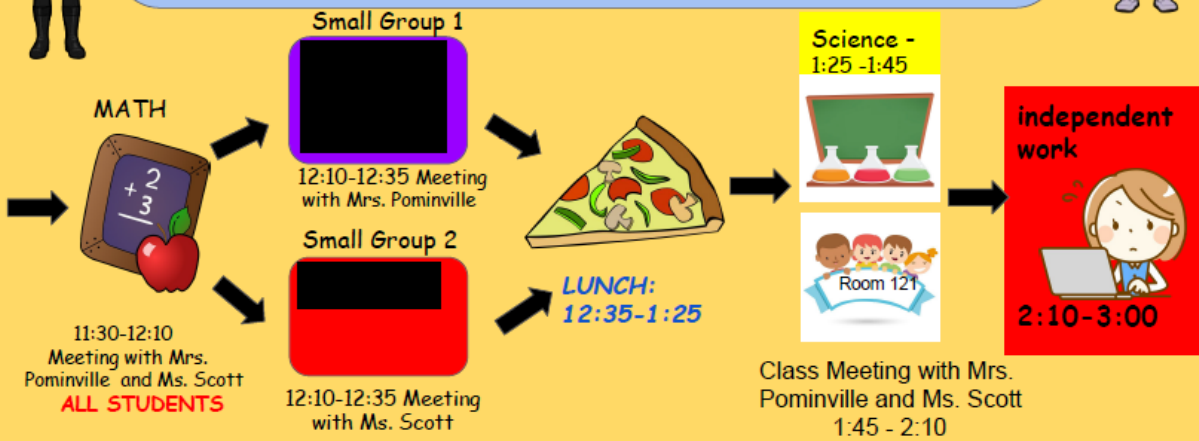 MATH
2
+ 3
11:30-12:10
Meeting with Mrs.
Pominville and Ms. Scott
ALL STUDENTS
Small Group 1
12:10-12:35 Meeting
with Mrs. Pominville
Small Group 2
12:10-12:35 Meeting
with Ms. Scott
LUNCH:
12:35-1:25
Science -
1:25 -1:45
Room 121
Class Meeting with Mrs.
Pominville and Ms. Scott
1:45 - 2:10
independent
work
2:10-3:00